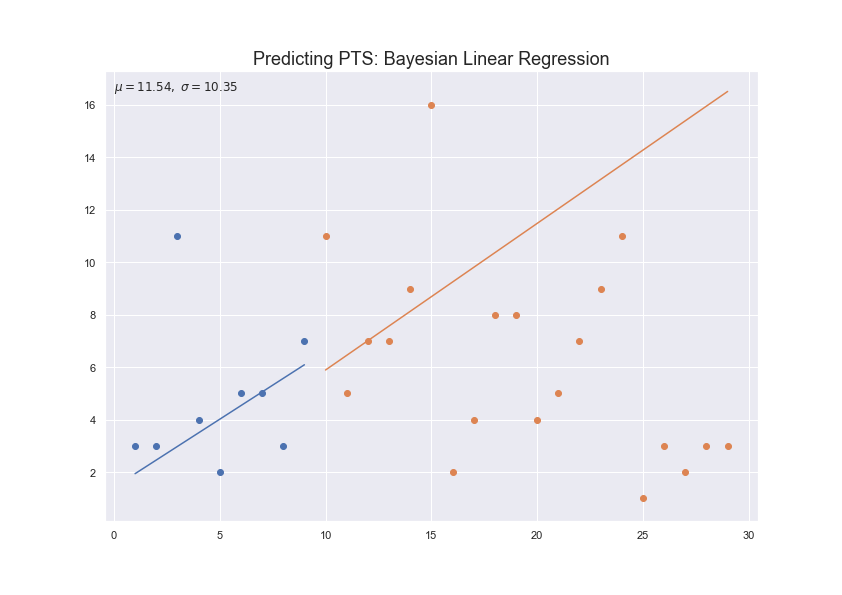 Predicting PTS: Bayesian Linear Regression
μ = 11.54, σ = 10.35
16
14
12
10
8
6
4
2
0 5 10 15 20 25 30